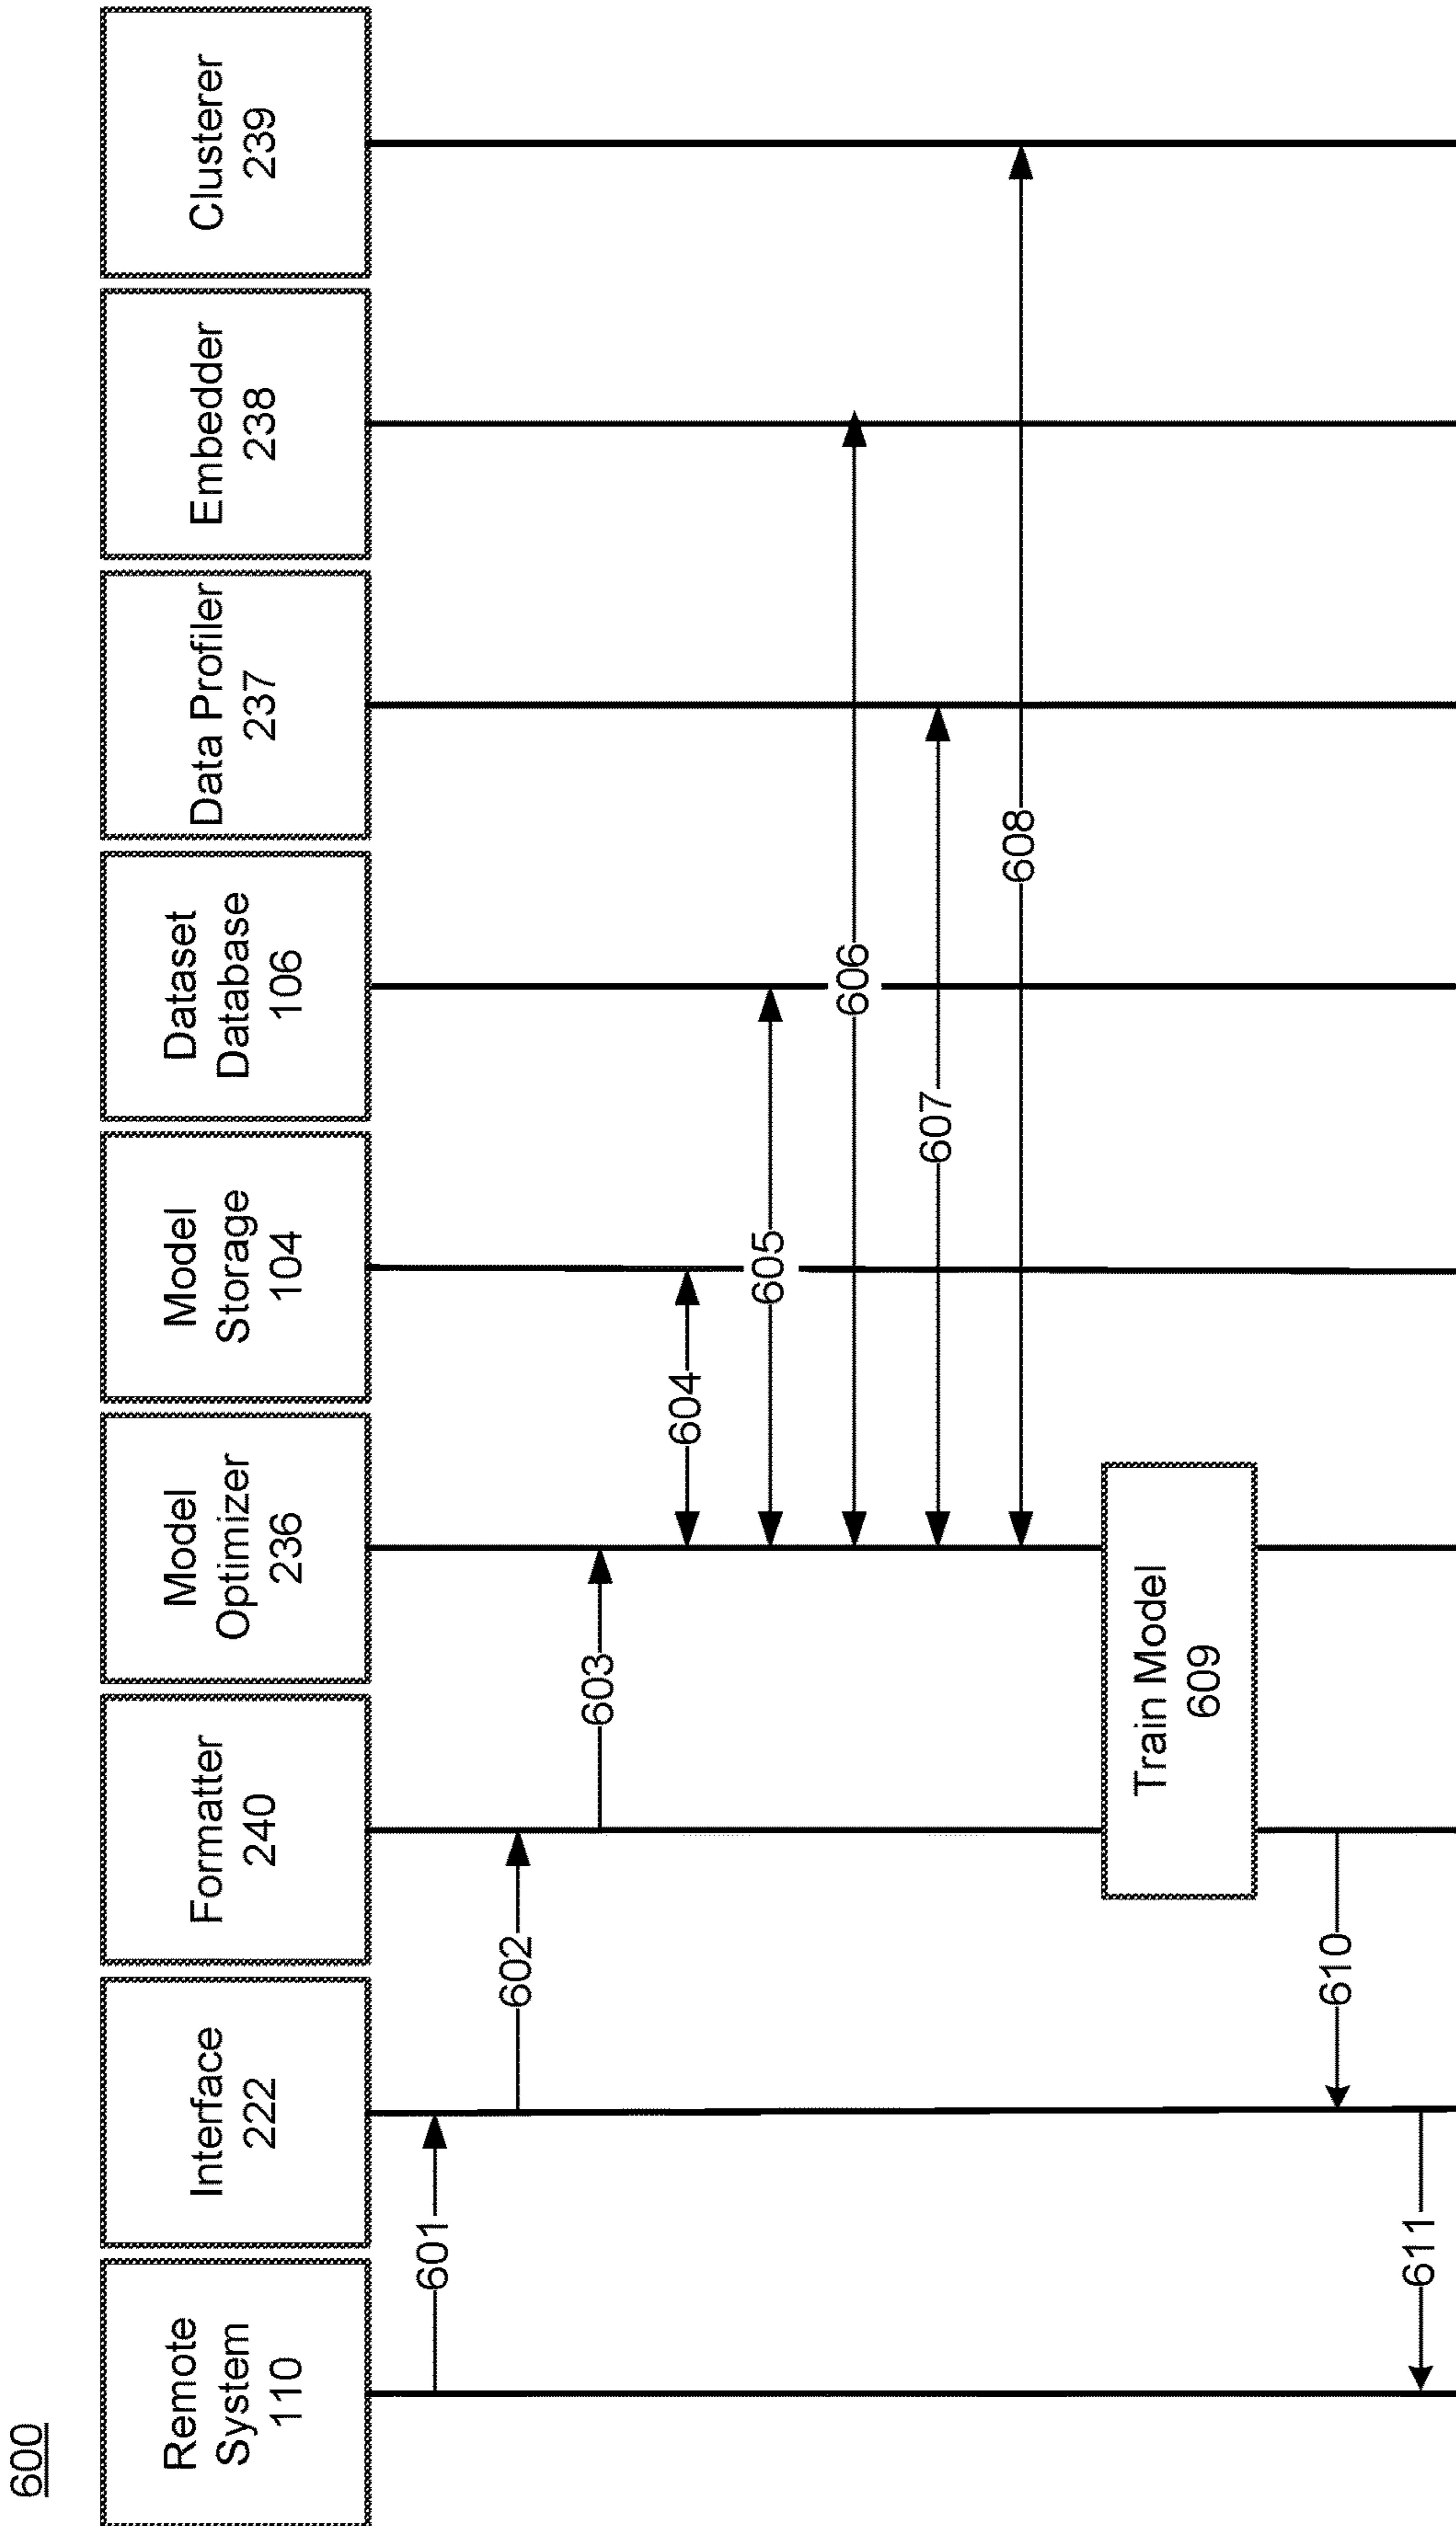 600
Remote
System
110
Interface
222
Formatter
240
Model
Optimizer
236
Model
Storage
104
Dataset
Database
106
Data Profiler
237
Embedder
238
Clusterer
239
601
602
603
604
605
606
607
608
Train Model
609
610
611